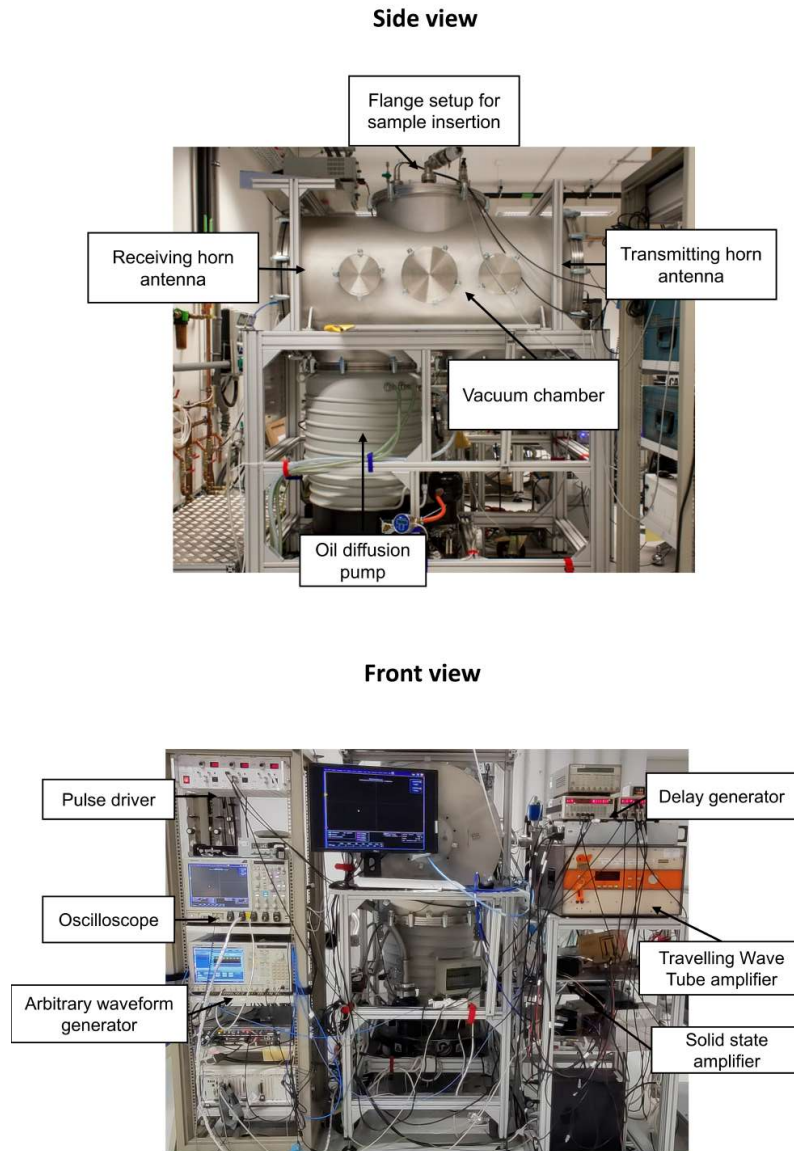 Side view
Flange setup for
sample insertion
Receiving horn
antenna
Transmitting horn
antenna
Vacuum chamber
Oil diffusion
pump
Front view
Pulse driver
Delay generator
Oscilloscope
Travelling Wave
Tube amplifier
Arbitrary waveform
generator
Solid state
amplifier